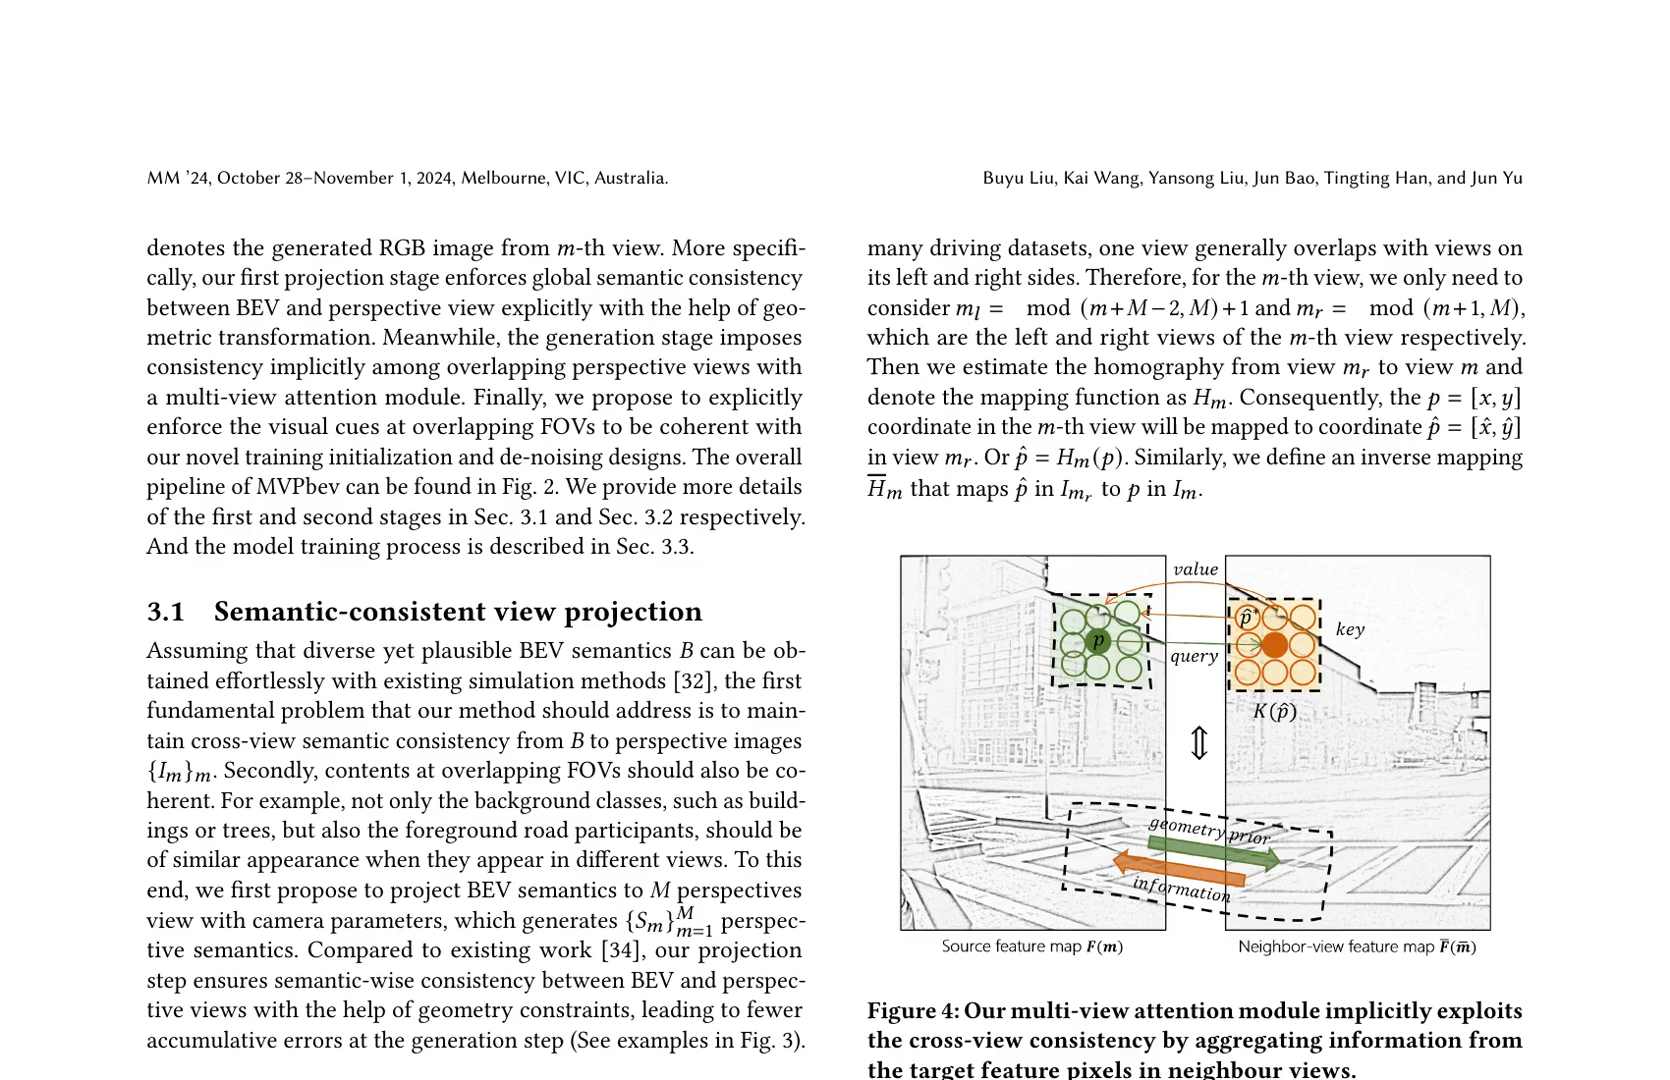 MM ’24, October 28–November 1, 2024, Melbourne, VIC, Australia.
Buyu Liu, Kai Wang, Yansong Liu, Jun Bao, Tingting Han, and Jun Yu
denotes the generated RGB image from m-th view. More specifi-
cally, our first projection stage enforces global semantic consistency
between BEV and perspective view explicitly with the help of geo-
metric transformation. Meanwhile, the generation stage imposes
consistency implicitly among overlapping perspective views with
a multi-view attention module. Finally, we propose to explicitly
enforce the visual cues at overlapping FOVs to be coherent with
our novel training initialization and de-noising designs. The overall
pipeline of MVPbev can be found in Fig. 2. We provide more details
of the first and second stages in Sec. 3.1 and Sec. 3.2 respectively.
And the model training process is described in Sec. 3.3.
3.1 Semantic-consistent view projection
Assuming that diverse yet plausible BEV semantics B can be ob-
tained effortlessly with existing simulation methods [32], the first
fundamental problem that our method should address is to main-
tain cross-view semantic consistency from B to perspective images
{I_m}_m. Secondly, contents at overlapping FOVs should also be co-
herent. For example, not only the background classes, such as build-
ings or trees, but also the foreground road participants, should be
of similar appearance when they appear in different views. To this
end, we first propose to project BEV semantics to M perspectives
view with camera parameters, which generates {S_m}_{m=1}^M perspec-
tive semantics. Compared to existing work [34], our projection
step ensures semantic-wise consistency between BEV and perspec-
tive views with the help of geometry constraints, leading to fewer
accumulative errors at the generation step (See examples in Fig. 3).
many driving datasets, one view generally overlaps with views on
its left and right sides. Therefore, for the m-th view, we only need to
consider m_l = mod (m+M−2, M)+1 and m_r = mod (m+1, M),
which are the left and right views of the m-th view respectively.
Then we estimate the homography from view m_r to view m and
denote the mapping function as H_m. Consequently, the p = [x, y]
coordinate in the m-th view will be mapped to coordinate p̂ = [x̂, ŷ]
in view m_r. Or p̂ = H_m(p). Similarly, we define an inverse mapping
H̅_m that maps p̂ in I_{m_r} to p in I_m.
value
p̂*
key
p
query
K(p̂)
geometry prior
information
Source feature map F(m)
Neighbor-view feature map F̅(m̅)
Figure 4: Our multi-view attention module implicitly exploits
the cross-view consistency by aggregating information from
the target feature pixels in neighbour views.